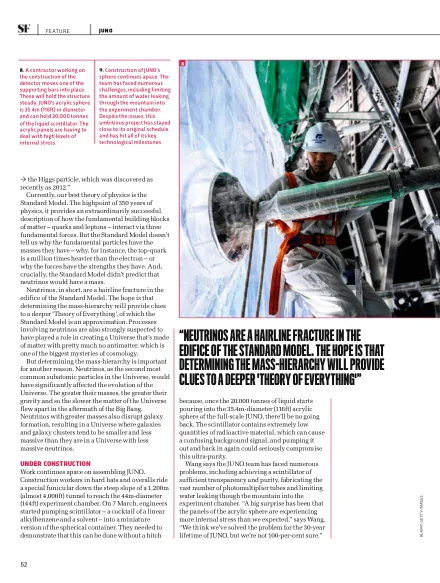 SF
FEATURE
JUNO
8. A contractor working on
the construction of the
detector moves one of the
supporting bars into place.
These will hold the structure
steady. JUNO's acrylic sphere
is 35.4m (116ft) in diameter
and can hold 20,000 tonnes
of the liquid scintillator. The
acrylic panels are having to
deal with high levels of
internal stress.
9. Construction of JUNO's
sphere continues apace. The
team has faced numerous
challenges, including limiting
the amount of water leaking
through the mountain into
the experiment chamber.
Despite the issues, this
ambitious project has stayed
close to its original schedule
and has hit all of its key
technological milestones
8
→ the Higgs particle, which was discovered as
recently as 2012."
Currently, our best theory of physics is the
Standard Model. The highpoint of 350 years of
physics, it provides an extraordinarily successful
description of how the fundamental building blocks
of matter – quarks and leptons – interact via three
fundamental forces. But the Standard Model doesn't
tell us why the fundamental particles have the
masses they have – why, for instance, the top-quark
is a million times heavier than the electron – or
why the forces have the strengths they have. And,
crucially, the Standard Model didn't predict that
neutrinos would have a mass.
Neutrinos, in short, are a hairline fracture in the
edifice of the Standard Model. The hope is that
determining the mass-hierarchy will provide clues
to a deeper 'Theory of Everything', of which the
Standard Model is an approximation. Processes
involving neutrinos are also strongly suspected to
have played a role in creating a Universe that's made
of matter with pretty much no antimatter, which is
one of the biggest mysteries of cosmology.
But determining the mass-hierarchy is important
for another reason. Neutrinos, as the second most
common subatomic particles in the Universe, would
have significantly affected the evolution of the
Universe. The greater their masses, the greater their
gravity and so the slower the matter of the Universe
flew apart in the aftermath of the Big Bang.
Neutrinos with greater masses also disrupt galaxy
formation, resulting in a Universe where galaxies
and galaxy clusters tend to be smaller and less
massive than they are in a Universe with less
massive neutrinos.
UNDER CONSTRUCTION
Work continues apace on assembling JUNO.
Construction workers in hard hats and overalls ride
a special funicular down the steep slope of a 1,200m
(almost 4,000ft) tunnel to reach the 44m-diameter
(144ft) experiment chamber. On 7 March, engineers
started pumping scintillator – a cocktail of a linear
alkylbenzene and a solvent – into a miniature
version of the spherical container. They needed to
demonstrate that this can be done without a hitch
"NEUTRINOS ARE A HAIRLINE FRACTURE IN THE
EDIFICE OF THE STANDARD MODEL. THE HOPE IS THAT
DETERMINING THE MASS-HIERARCHY WILL PROVIDE
CLUES TO A DEEPER 'THEORY OF EVERYTHING'"
because, once the 20,000 tonnes of liquid starts
pouring into the 35.4m-diameter (116ft) acrylic
sphere of the full-scale JUNO, there'll be no going
back. The scintillator contains extremely low
quantities of radioactive material, which can cause
a confusing background signal, and pumping it
out and back in again could seriously compromise
this ultra-purity.
Wang says the JUNO team has faced numerous
problems, including achieving a scintillator of
sufficient transparency and purity, fabricating the
vast number of photomultiplier tubes and limiting
water leaking though the mountain into the
experiment chamber. "A big surprise has been that
the panels of the acrylic sphere are experiencing
more internal stress than we expected," says Wang.
"We think we've solved the problem for the 30-year
lifetime of JUNO, but we're not 100-per-cent sure."
ALAMY, GETTY IMAGES
52